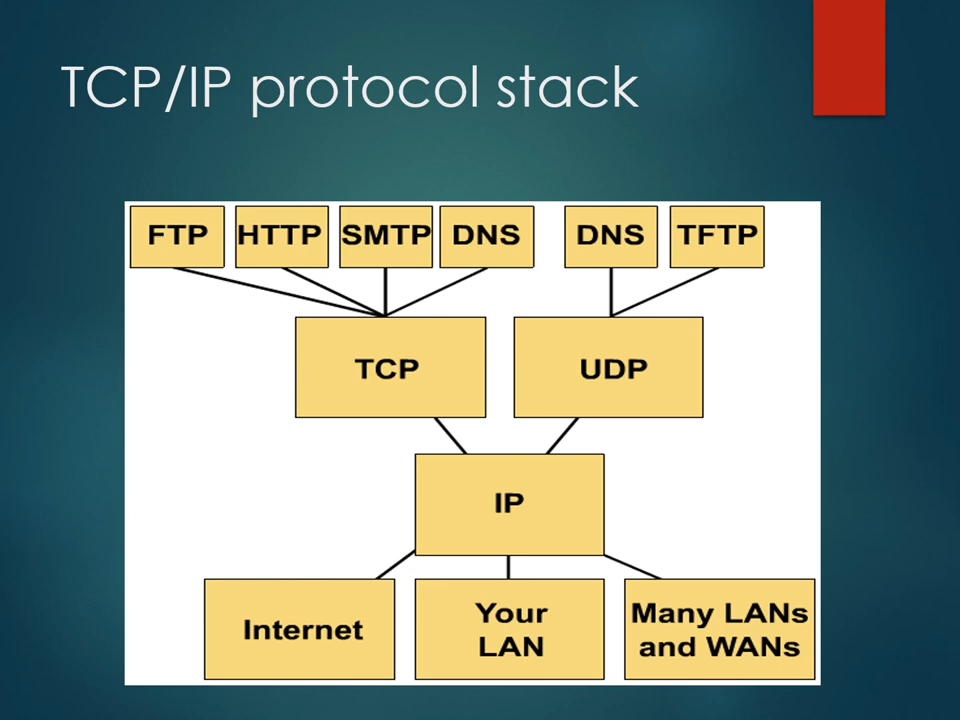 TCP/IP protocol stack
FTP
HTTP
SMTP
DNS
DNS
TFTP
TCP
UDP
IP
Internet
Your
LAN
Many LANs
and WANs